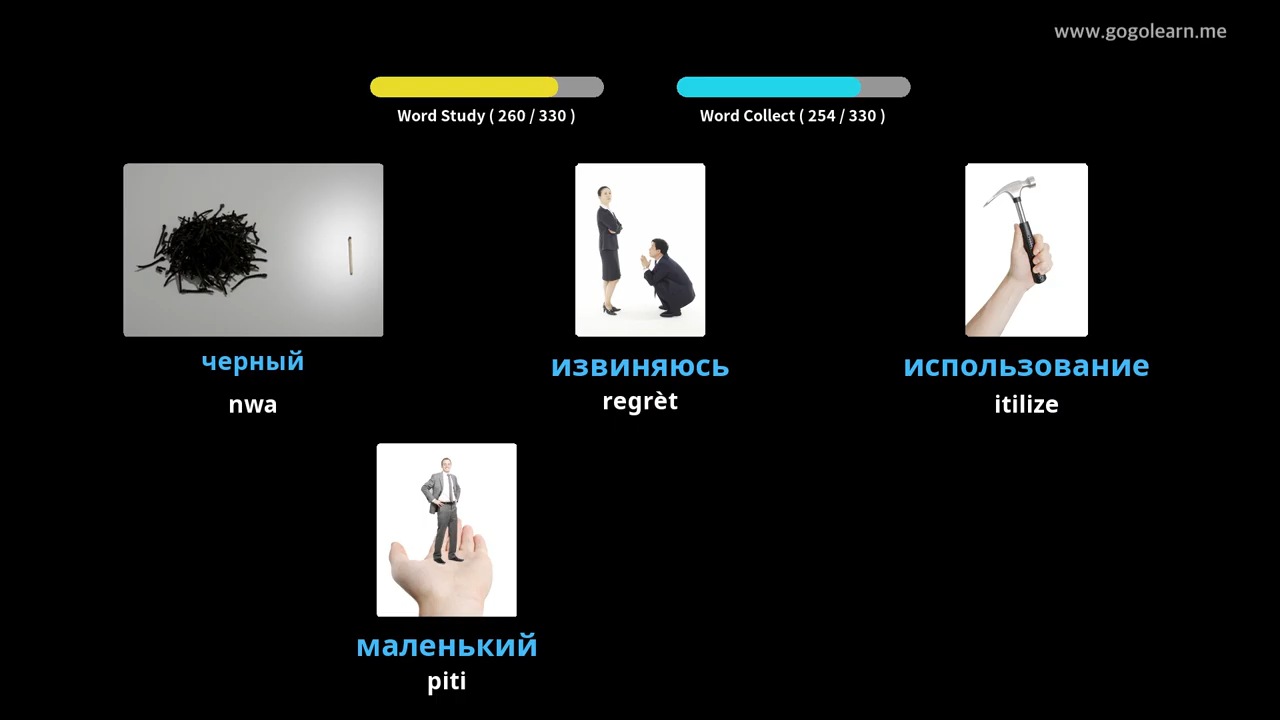 www.gogolearn.me
Word Study ( 260 / 330 )
Word Collect ( 254 / 330 )
черный
nwa
извиняюсь
regrèt
использование
itilize
маленький
piti